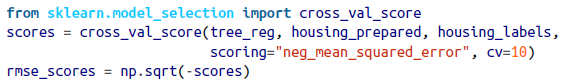 from sklearn.model_selection import cross_val_score
scores = cross_val_score(tree_reg, housing_prepared, housing_labels,
                         scoring="neg_mean_squared_error", cv=10)
rmse_scores = np.sqrt(-scores)